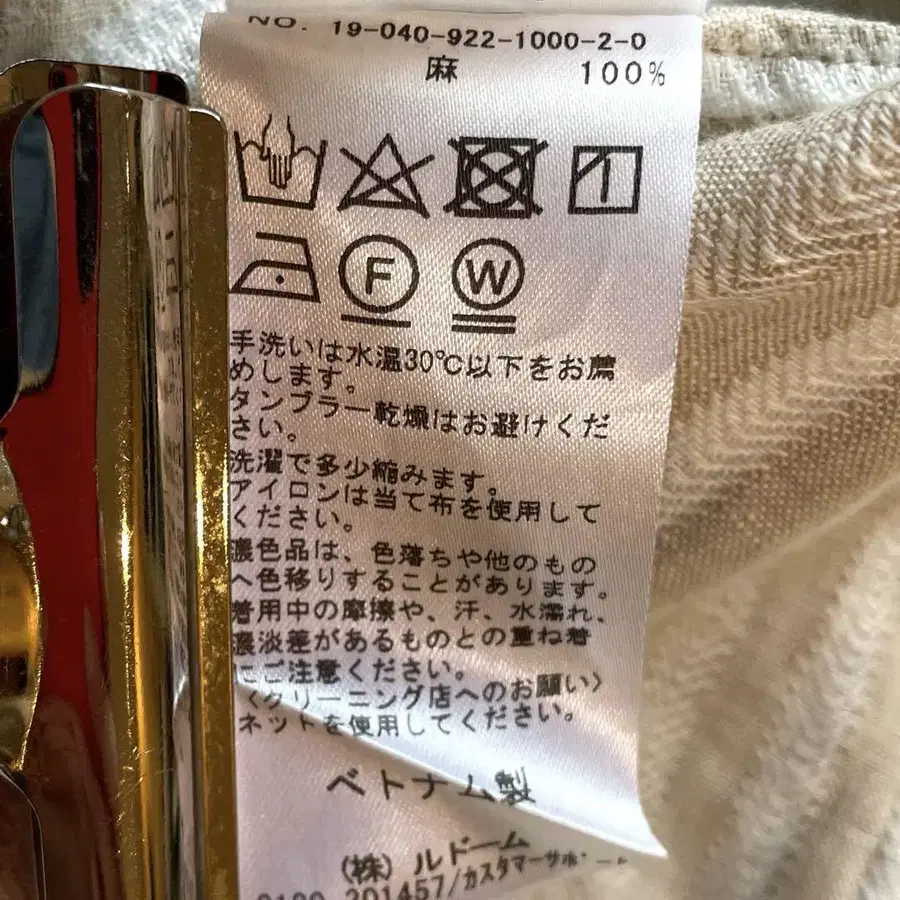 NO. 19-040-922-1000-2-0
麻 100%
F W
手洗いは水温30℃以下をお薦
めします。
タンブラー乾燥はお避けくだ
さい。
洗濯で多少縮みます。
アイロンは当て布を使用して
ください。
濃色品は、色落ちや他のもの
へ色移りすることがあります。
着用中の摩擦や、汗、水濡れ、
濃淡差があるものとの重ね着
にご注意ください。
〈クリーニング店へのお願い〉
ネットを使用してください。
ベトナム製
(株)ルドーム
301457/カスタマーサポ